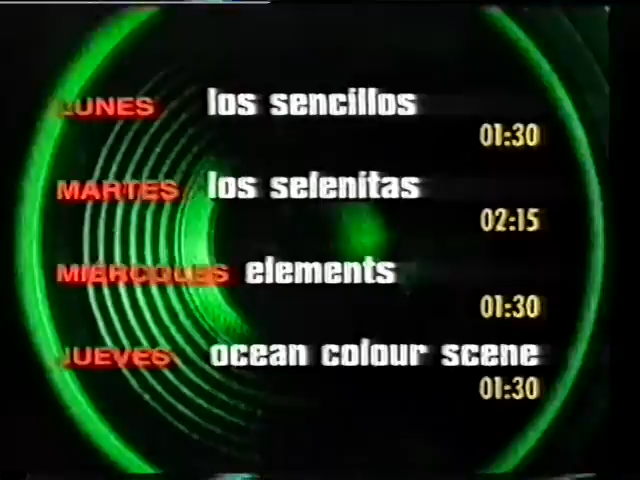 LUNES los sencillos
01:30
MARTES los selenitas
02:15
MIÉRCOLES elements
01:30
JUEVES ocean colour scene
01:30